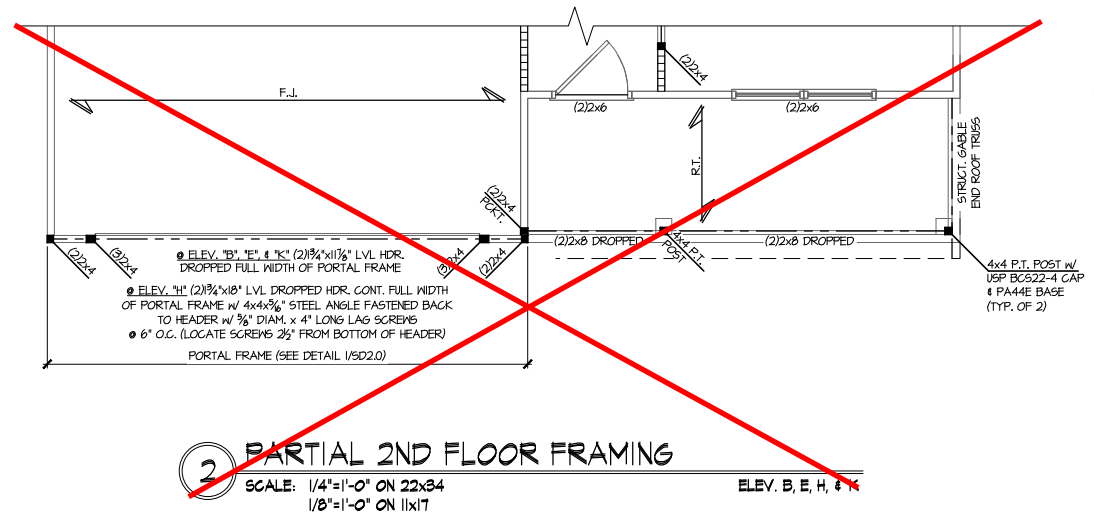 (2)2x4
F.J.
(2)2x6
(2)2x6
R.T.
STRUCT. GABLE
END ROOF TRUSS
(2)2x4
PCKT.
(2)2x8 DROPPED
4x4 P.T.
POST
(2)2x8 DROPPED
(2)2x4
(3)2x4
(3)2x4
(2)2x4
@ ELEV. "B", "E", & "K" (2)1¾"x11⅞" LVL HDR.
DROPPED FULL WIDTH OF PORTAL FRAME
@ ELEV. "H" (2)1¾"x18" LVL DROPPED HDR. CONT. FULL WIDTH
OF PORTAL FRAME W/ 4x4x5/16" STEEL ANGLE FASTENED BACK
TO HEADER W/ ⅜" DIAM. x 4" LONG LAG SCREWS
@ 6" O.C. (LOCATE SCREWS 2½" FROM BOTTOM OF HEADER)
PORTAL FRAME (SEE DETAIL 1/SD2.0)
4x4 P.T. POST W/
USP BCS22-4 CAP
& PA44E BASE
(TYP. OF 2)
2
PARTIAL 2ND FLOOR FRAMING
SCALE: 1/4"=1'-0" ON 22x34
1/8"=1'-0" ON 11x17
ELEV. B, E, H, & K